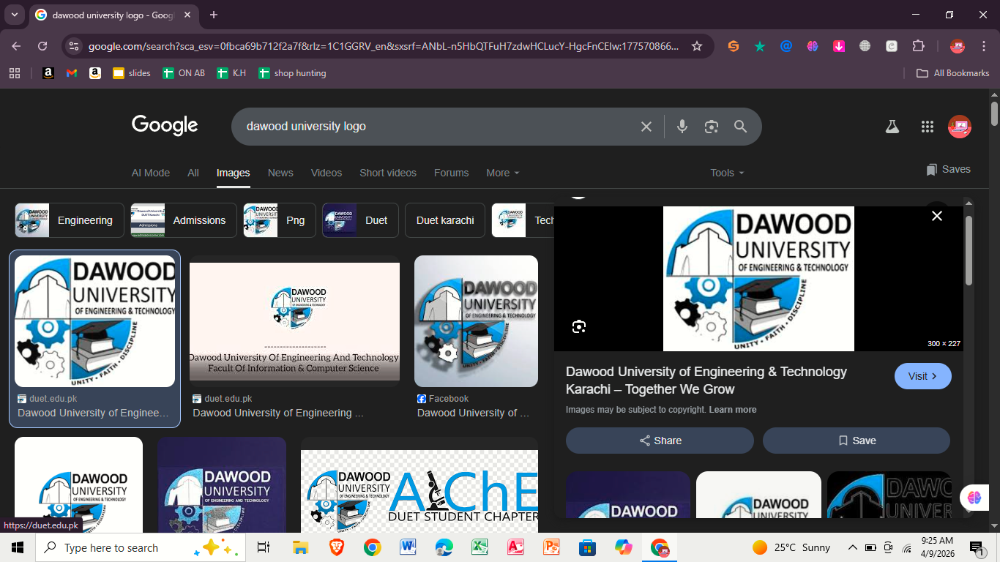 dawood university logo - Goog
google.com/search?sca_esv=0fbca69b712f2a7f&rlz=1C1GGRV_en&sxsrf=ANbL-n5HbQTFuH7zdwHCLucY-HgcFnCEIw:177570866...
slides
ON AB
K.H
shop hunting
All Bookmarks
Google
dawood university logo
AI Mode
All
Images
News
Videos
Short videos
Forums
More
Tools
Saves
Engineering
Admissions
Png
Duet
Duet karachi
Tech
DAWOOD
UNIVERSITY
OF ENGINEERING & TECHNOLOGY
UNITY - FAITH - DISCIPLINE
duet.edu.pk
Dawood University of Enginee...
DAWOOD
UNIVERSITY
Dawood University Of Engineering And Technology
Facult Of Information & Computer Science
duet.edu.pk
Dawood University of Engineering ...
DAWOOD
UNIVERSITY
OF ENGINEERING & TECHNOLOGY
Facebook
Dawood University of ...
DAWOOD
UNIVERSITY
OF ENGINEERING & TECHNOLOGY
DAWOOD
UNIVERSITY
OF ENGINEERING AND TECHNOLOGY
DAWOOD
UNIVERSITY
OF ENGINEERING & TECHNOLOGY
AIChE
DUET STUDENT CHAPTER
DAWOOD
UNIVERSITY
OF ENGINEERING & TECHNOLOGY
UNITY - FAITH - DISCIPLINE
300 × 227
Dawood University of Engineering & Technology
Karachi – Together We Grow
Visit
Images may be subject to copyright. Learn more
Share
Save
DAWOOD
DAWOOD
DAWO
UNIVER
https://duet.edu.pk
Type here to search
25°C Sunny
9:25 AM
4/9/2026
1